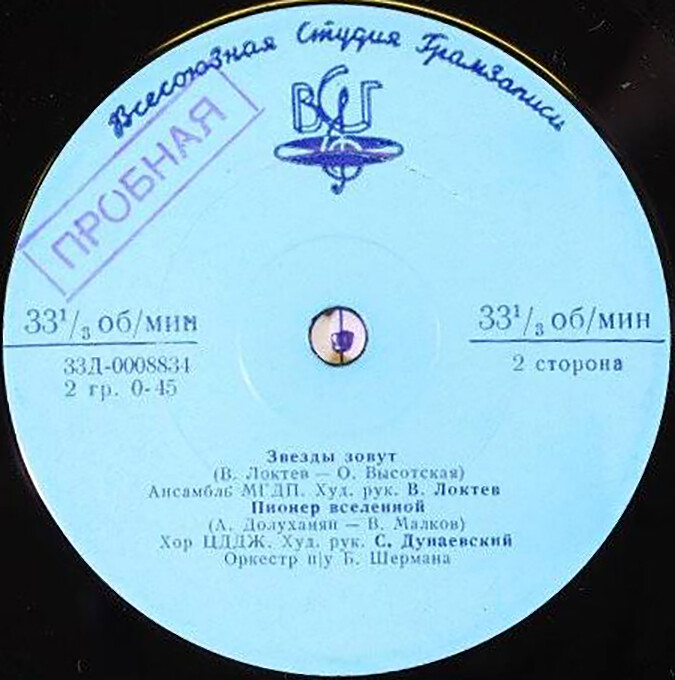 Всесоюзная Студия Грамзаписи
ВСГ
ПРОБНАЯ
33¹/₃ об/мин
33¹/₃ об/мин
33Д-0008834
2 сторона
2 гр. 0-45
Звезды зовут
(В. Локтев — О. Высотская)
Ансамбль МГДП. Худ. рук. В. Локтев
Пионер вселенной
(А. Долуханян — В. Малков)
Хор ЦДДЖ. Худ. рук. С. Дунаевский
Оркестр п/у Б. Шермана